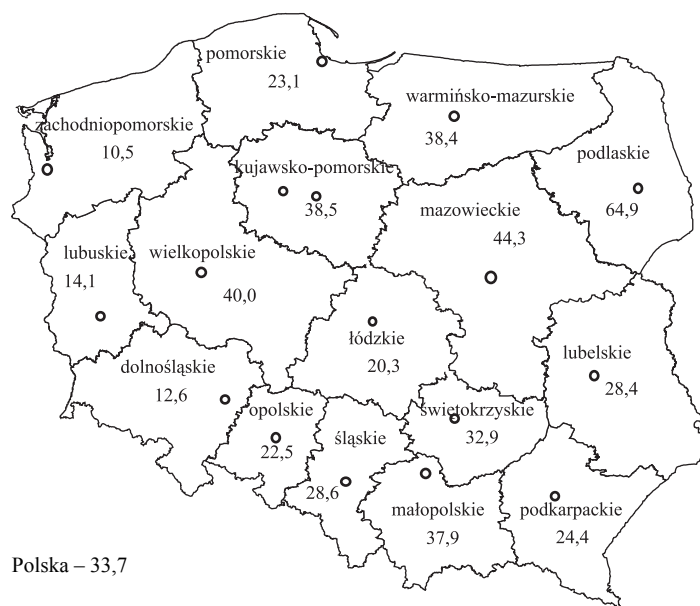 pomorskie
23,1
warmińsko-mazurskie
38,4
zachodniopomorskie
10,5
podlaskie
64,9
kujawsko-pomorskie
38,5
mazowieckie
44,3
lubuskie
14,1
wielkopolskie
40,0
łódzkie
20,3
lubelskie
28,4
dolnośląskie
12,6
opolskie
22,5
śląskie
28,6
świętokrzyskie
32,9
małopolskie
37,9
podkarpackie
24,4
Polska – 33,7